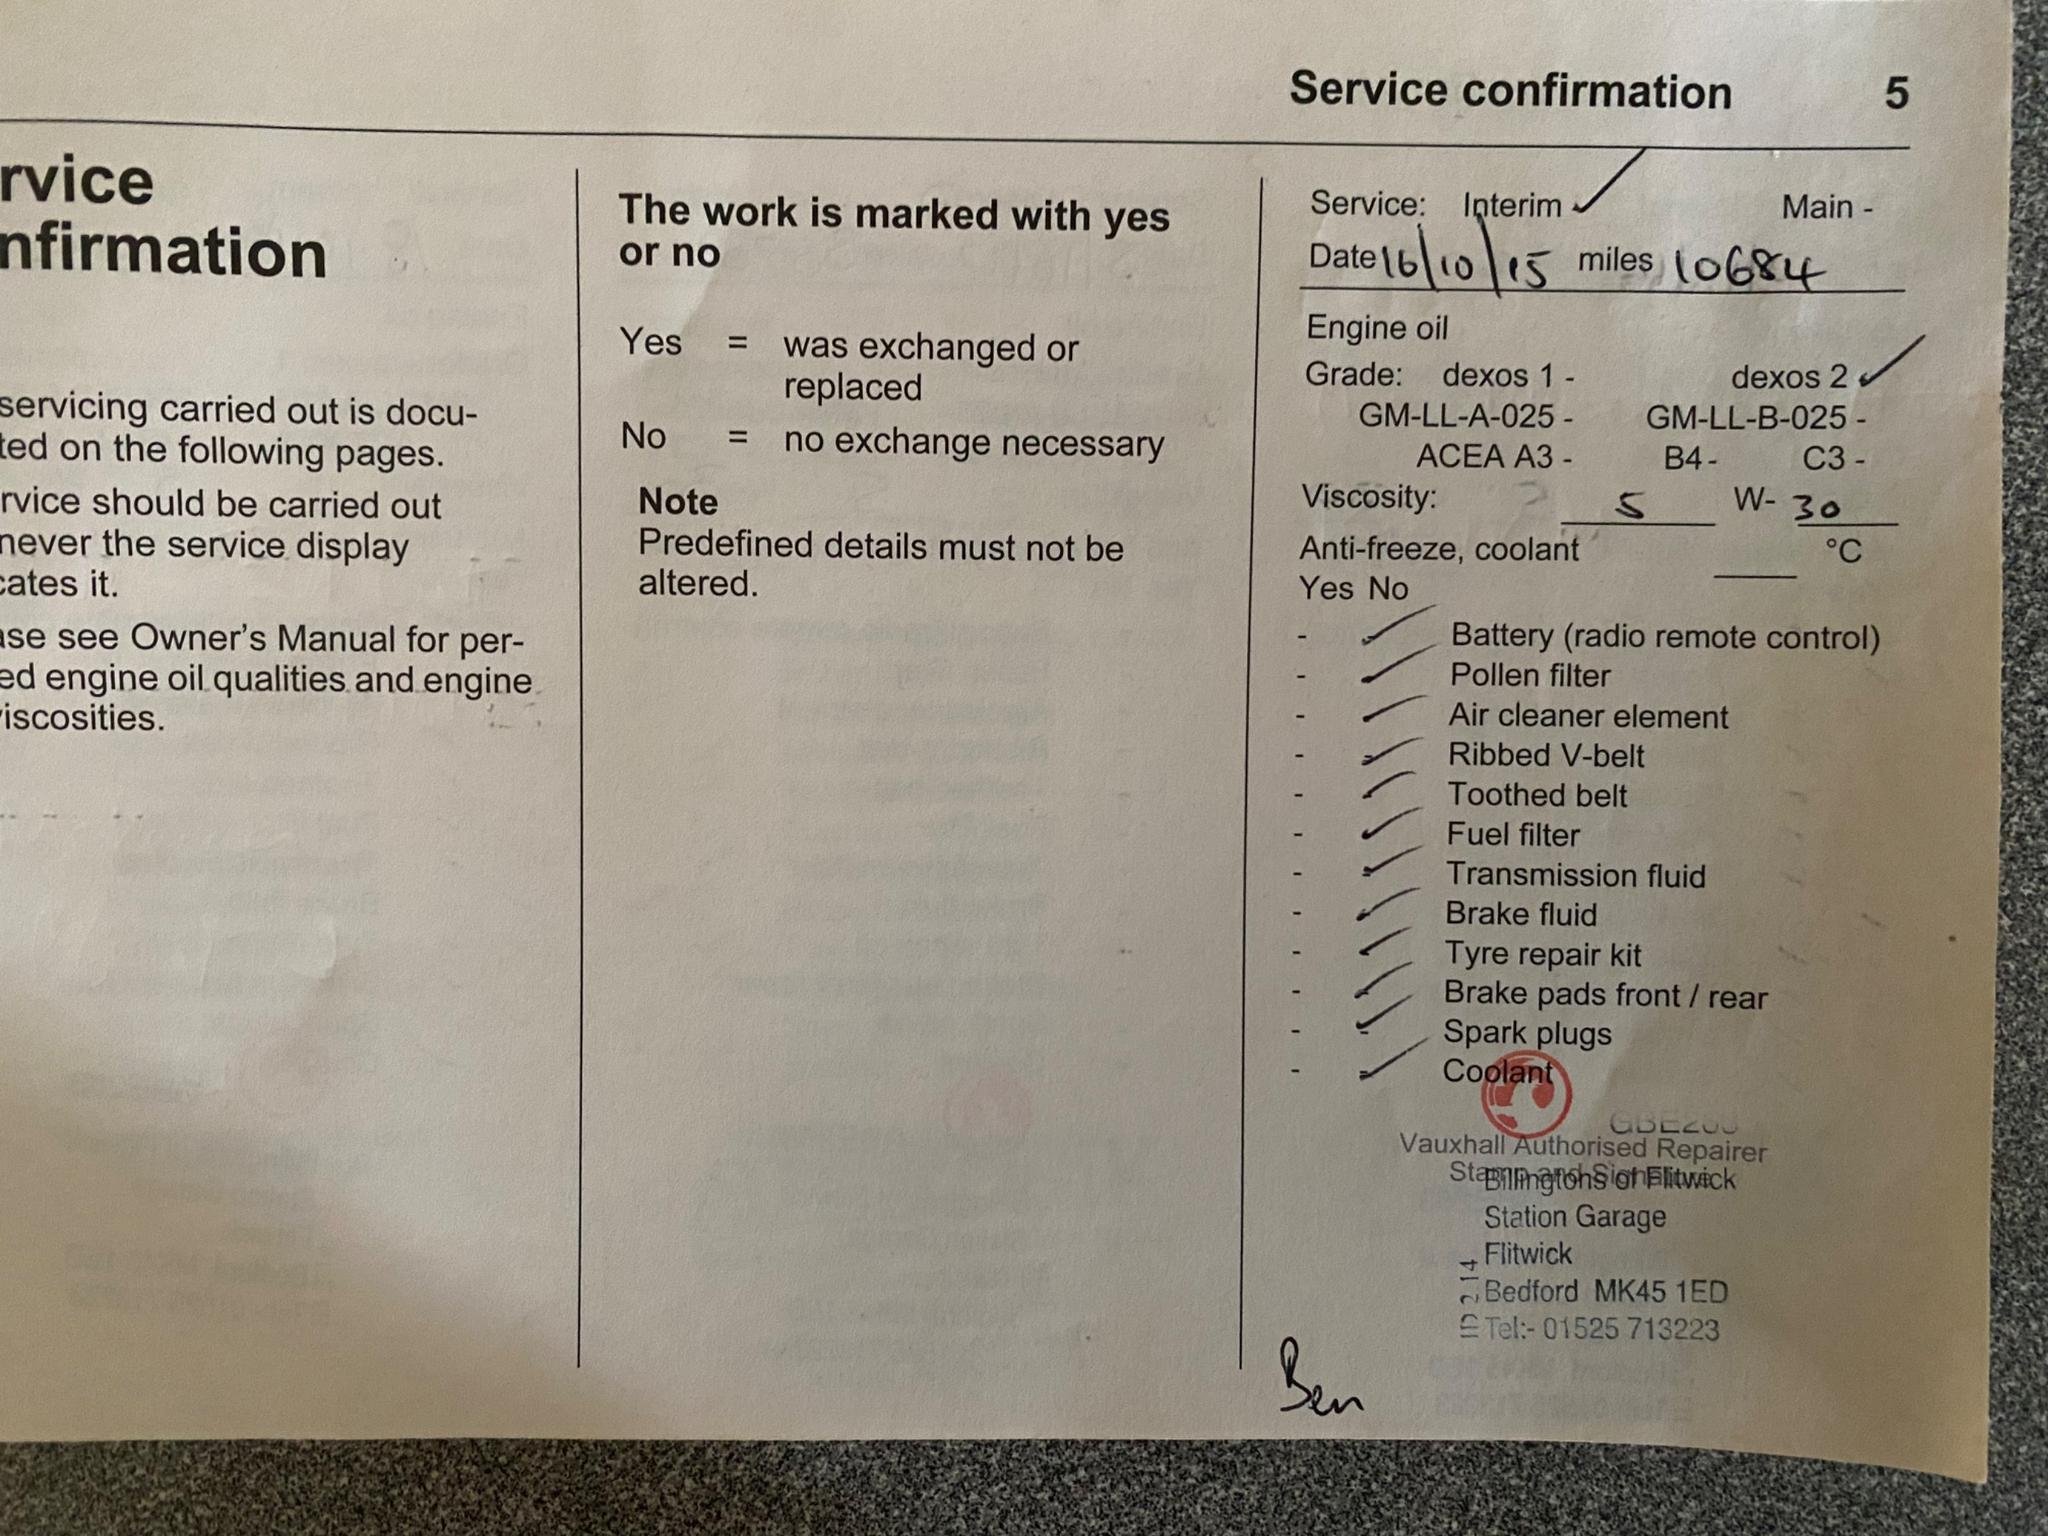 Service confirmation 5
rvice
nfirmation
servicing carried out is docu-
ted on the following pages.
rvice should be carried out
never the service display
cates it.
ase see Owner's Manual for per-
ed engine oil qualities and engine
viscosities.
The work is marked with yes
or no
Yes = was exchanged or
replaced
No = no exchange necessary
Note
Predefined details must not be
altered.
Service: Interim ✓ Main -
Date 16/10/15 miles 10684
Engine oil
Grade: dexos 1 - dexos 2 ✓
GM-LL-A-025 - GM-LL-B-025 -
ACEA A3 - B4 - C3 -
Viscosity: 5 W- 30
Anti-freeze, coolant °C
Yes No
- ✓ Battery (radio remote control)
- ✓ Pollen filter
- ✓ Air cleaner element
- ✓ Ribbed V-belt
- ✓ Toothed belt
- ✓ Fuel filter
- ✓ Transmission fluid
- ✓ Brake fluid
- ✓ Tyre repair kit
- ✓ Brake pads front / rear
- ✓ Spark plugs
- ✓ Coolant
Vauxhall Authorised Repairer
Stamp and Signature
Billingtons of Flitwick
Station Garage
Flitwick
Bedford MK45 1ED
Tel:- 01525 713223
Ben